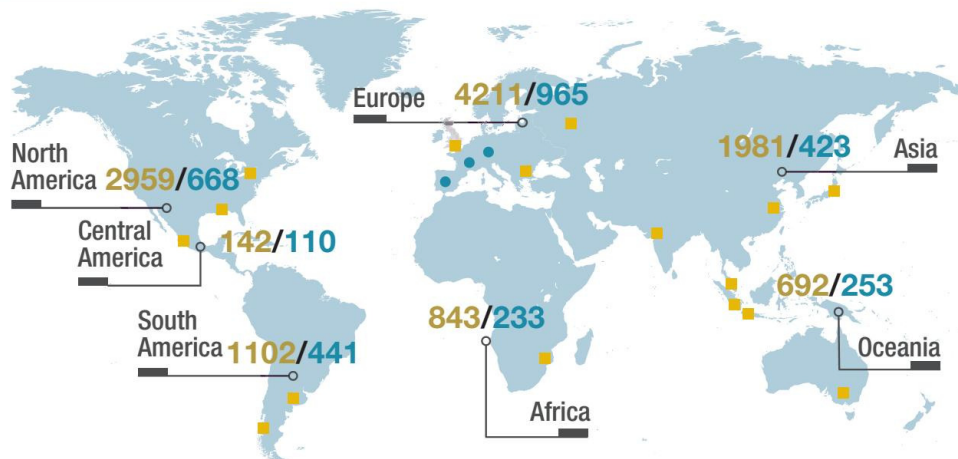 Europe
4211/965
North
America
2959/668
1981/423
Asia
Central
America
142/110
South
America
1102/441
843/233
Africa
692/253
Oceania